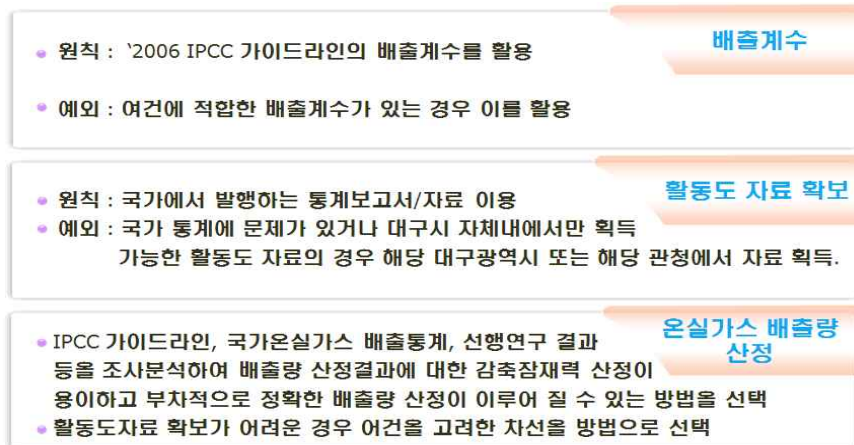 배출계수
원칙 : ‘2006 IPCC 가이드라인의 배출계수를 활용
예외 : 여건에 적합한 배출계수가 있는 경우 이를 활용
활동도 자료 확보
원칙 : 국가에서 발행하는 통계보고서/자료 이용
예외 : 국가 통계에 문제가 있거나 대구시 자체내에서만 획득
가능한 활동도 자료의 경우 해당 대구광역시 또는 해당 관청에서 자료 획득.
온실가스 배출량
산정
IPCC 가이드라인, 국가온실가스 배출통계, 선행연구 결과
등을 조사분석하여 배출량 산정결과에 대한 감축잠재력 산정이
용이하고 부차적으로 정확한 배출량 산정이 이루어 질 수 있는 방법을 선택
활동도자료 확보가 어려운 경우 여건을 고려한 차선을 방법으로 선택